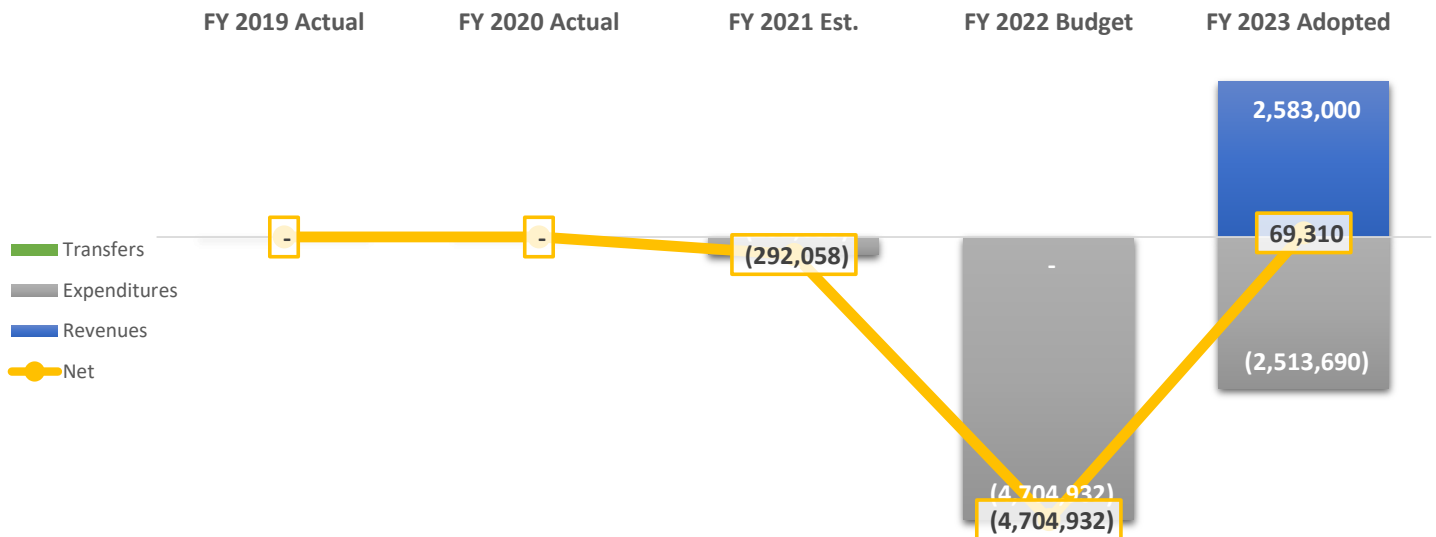 FY 2019 Actual FY 2020 Actual FY 2021 Est. FY 2022 Budget FY 2023 Adopted
2,583,000
Transfers
Expenditures
Revenues
Net
-
-
(292,058)
-
69,310
(2,513,690)
(4,704,932)
(4,704,932)